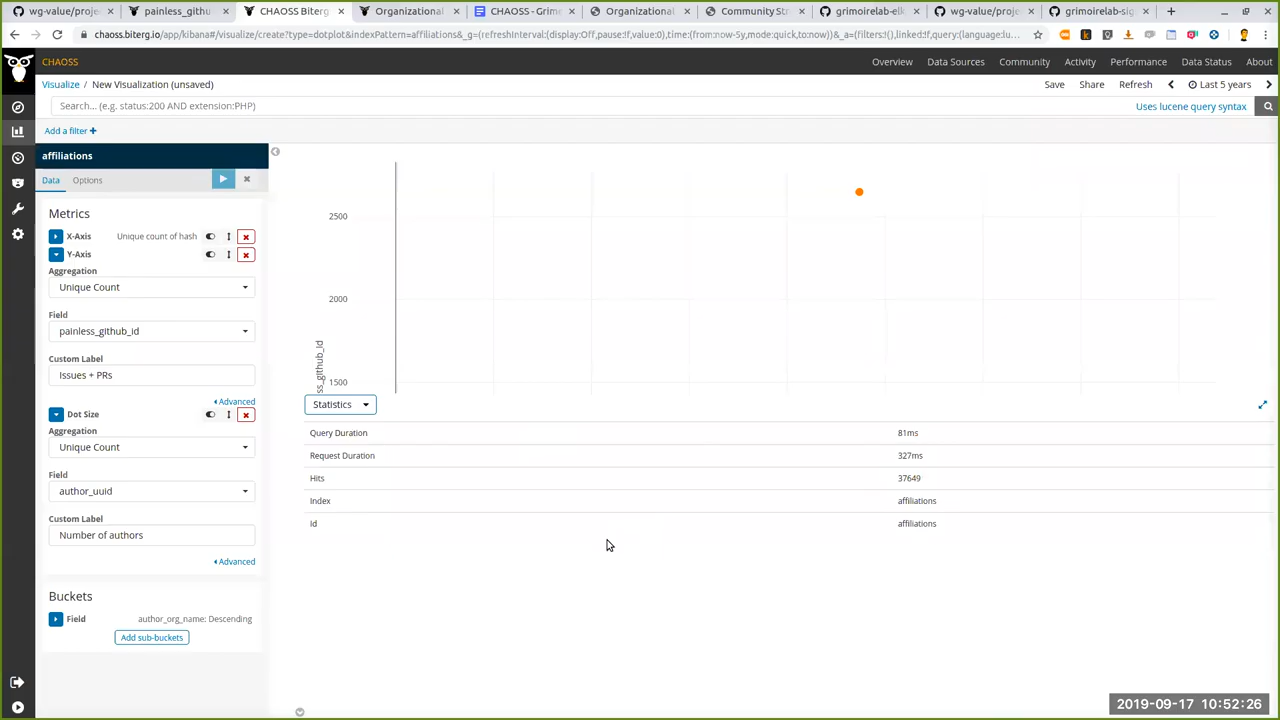 wg-value/proje
painless_githu
CHAOSS Biterg
Organizational
CHAOSS - Grime
Organizational
Community Str
grimoirelab-elk
wg-value/proje
grimoirelab-sig
chaoss.biterg.io/app/kibana#/visualize/create?type=dotplot&indexPattern=affiliations&_g=(refreshInterval:(display:Off,pause:!f,value:0),time:(from:now-5y,mode:quick,to:now))&_a=(filters:!(),linked:!f,query:(language:lu...
CHAOSS
Overview Data Sources Community Activity Performance Data Status About
Visualize / New Visualization (unsaved)
Save Share Refresh Last 5 years
Search... (e.g. status:200 AND extension:PHP)
Uses lucene query syntax
Add a filter +
affiliations
Data Options
Metrics
X-Axis Unique count of hash
Y-Axis
Aggregation
Unique Count
Field
painless_github_id
Custom Label
Issues + PRs
Advanced
Dot Size
Aggregation
Unique Count
Field
author_uuid
Custom Label
Number of authors
Advanced
Buckets
Field author_org_name: Descending
Add sub-buckets
2500
2000
1500
ss_github_id
Statistics
Query Duration 81ms
Request Duration 327ms
Hits 37649
Index affiliations
Id affiliations
2019-09-17 10:52:26